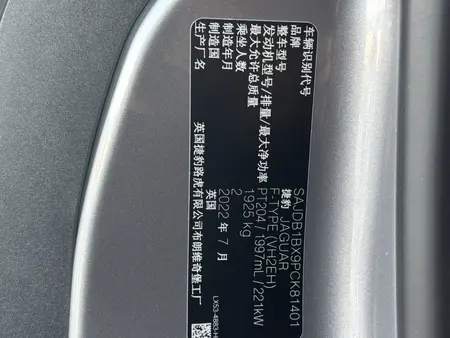 车辆识别代号 SAJDB1BX9PCK81401
品牌 捷豹 JAGUAR
整车型号 F-TYPE (VH2EH)
发动机型号/排量/最大净功率 PT204 / 1997mL / 221kW
最大允许总质量 1925 kg
乘坐人数 2
制造年月 2022 年 7 月
制造国 英国
生产厂名 英国捷豹路虎有限公司布朗维奇堡工厂